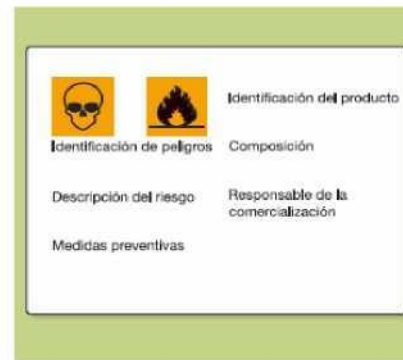 Identificación de peligros
Descripción del riesgo
Medidas preventivas
Identificación del producto
Composición
Responsable de la
comercialización